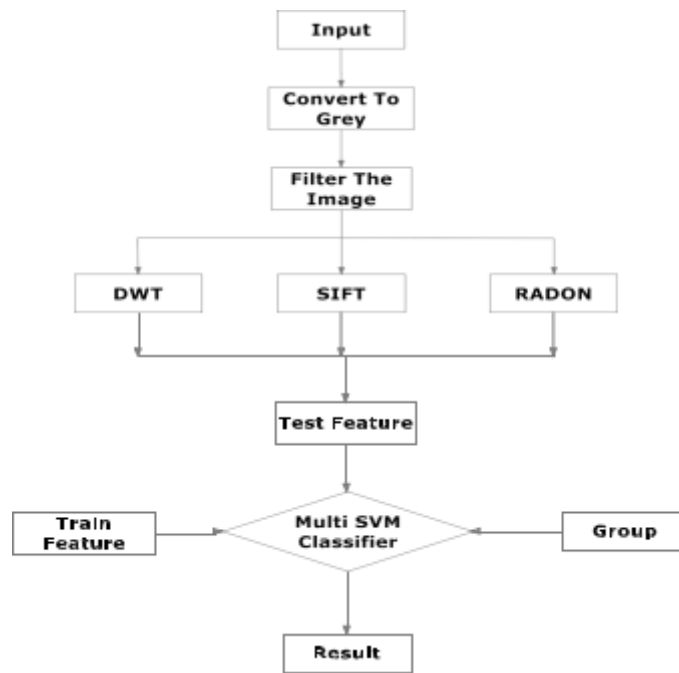 Input
Convert To
Grey
Filter The
Image
DWT
SIFT
RADON
Test Feature
Train
Feature
Multi SVM
Classifier
Group
Result